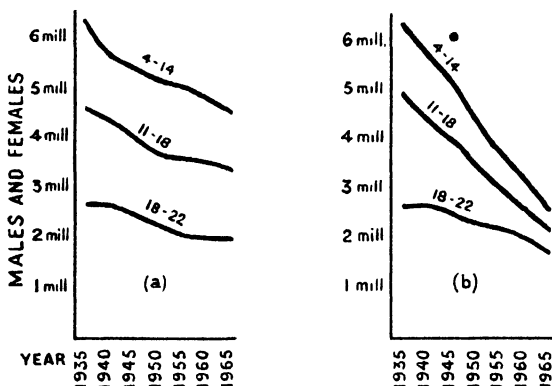 MALES AND FEMALES
6 mill
5 mill
4 mill
3 mill
2 mill
1 mill
4-14
11-18
18-22
(a)
YEAR
1935
1940
1945
1950
1955
1960
1965
6 mill.
5 mill
4 mill
3 mill
2 mill
1 mill
4-14
11-18
18-22
(b)
1935
1940
1945
1950
1955
1960
1965